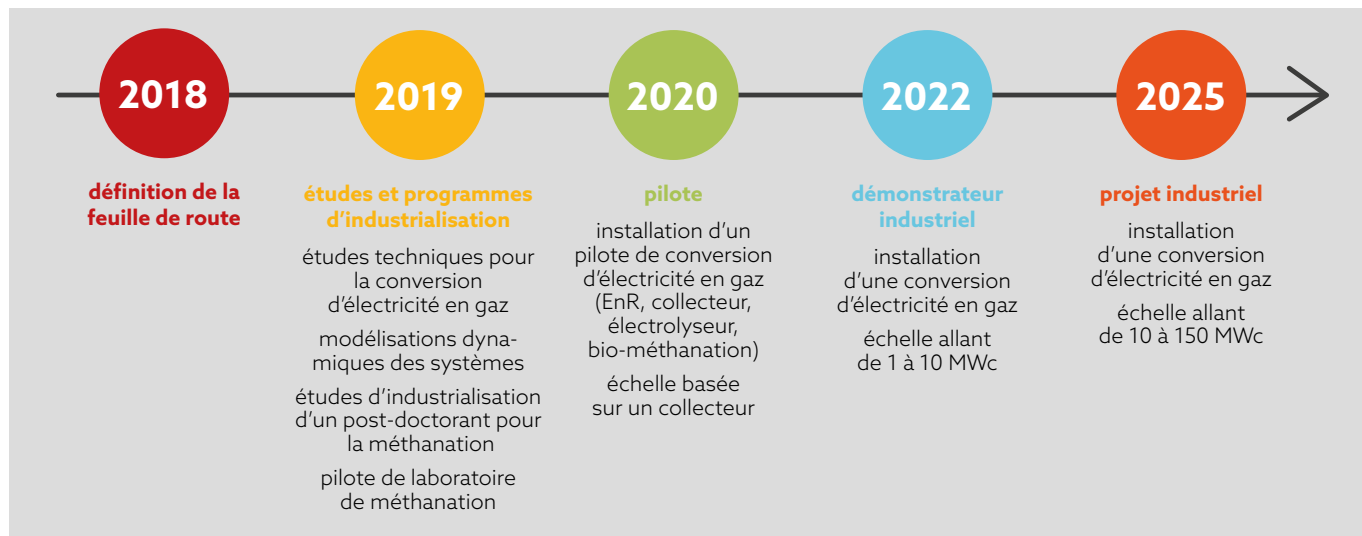 2018
définition de la
feuille de route
2019
études et programmes
d'industrialisation
études techniques pour
la conversion
d'électricité en gaz
modélisations dyna-
miques des systèmes
études d'industrialisation
d'un post-doctorant pour
la méthanation
pilote de laboratoire
de méthanation
2020
pilote
installation d'un
pilote de conversion
d'électricité en gaz
(EnR, collecteur,
électrolyseur,
bio-méthanation)
échelle basée
sur un collecteur
2022
démonstrateur
industriel
installation
d'une conversion
d'électricité en gaz
échelle allant
de 1 à 10 MWc
2025
projet industriel
installation
d'une conversion
d'électricité en gaz
échelle allant
de 10 à 150 MWc